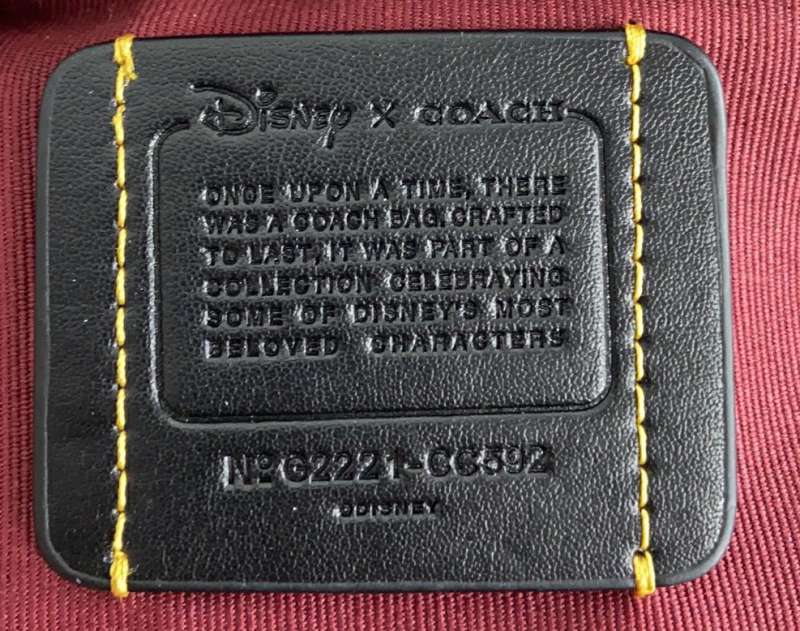 Disney X COACH
ONCE UPON A TIME, THERE
WAS A COACH BAG. CRAFTED
TO LAST, IT WAS PART OF A
COLLECTION CELEBRAYING
SOME OF DISNEY'S MOST
BELOVED CHARACTERS
Nº G2221-CC592
©DISNEY